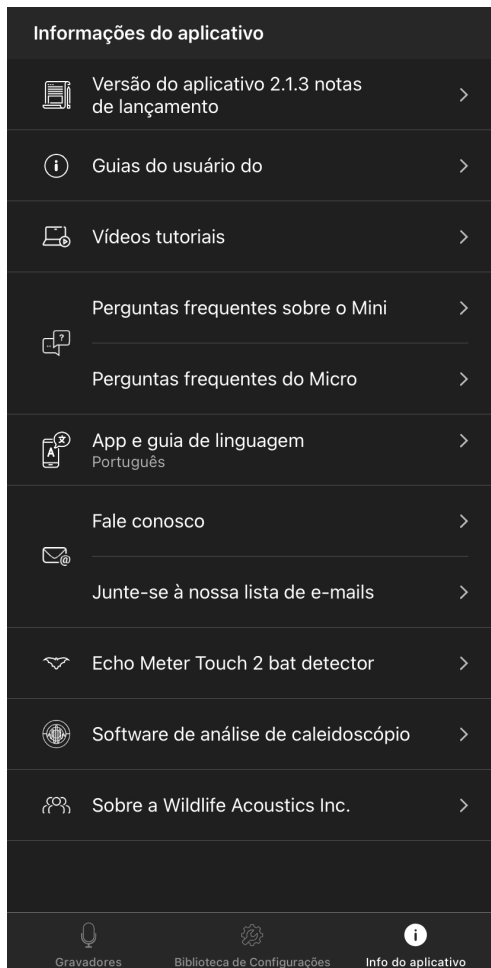 Informações do aplicativo
Versão do aplicativo 2.1.3 notas
de lançamento
Guias do usuário do
Vídeos tutoriais
Perguntas frequentes sobre o Mini
Perguntas frequentes do Micro
App e guia de linguagem
Português
Fale conosco
Junte-se à nossa lista de e-mails
Echo Meter Touch 2 bat detector
Software de análise de caleidoscópio
Sobre a Wildlife Acoustics Inc.
Gravadores
Biblioteca de Configurações
Info do aplicativo